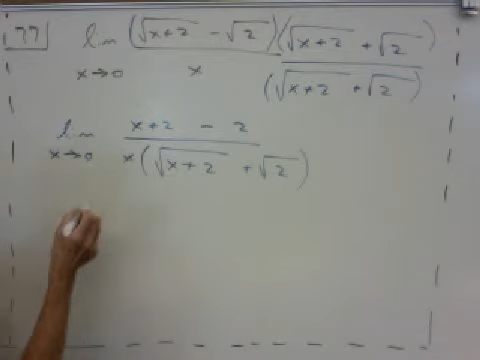 77 lim (√x+2 - √2)(√x+2 + √2)
x→0 x (√x+2 + √2)
lim x+2 - 2
x→0 x(√x+2 + √2)